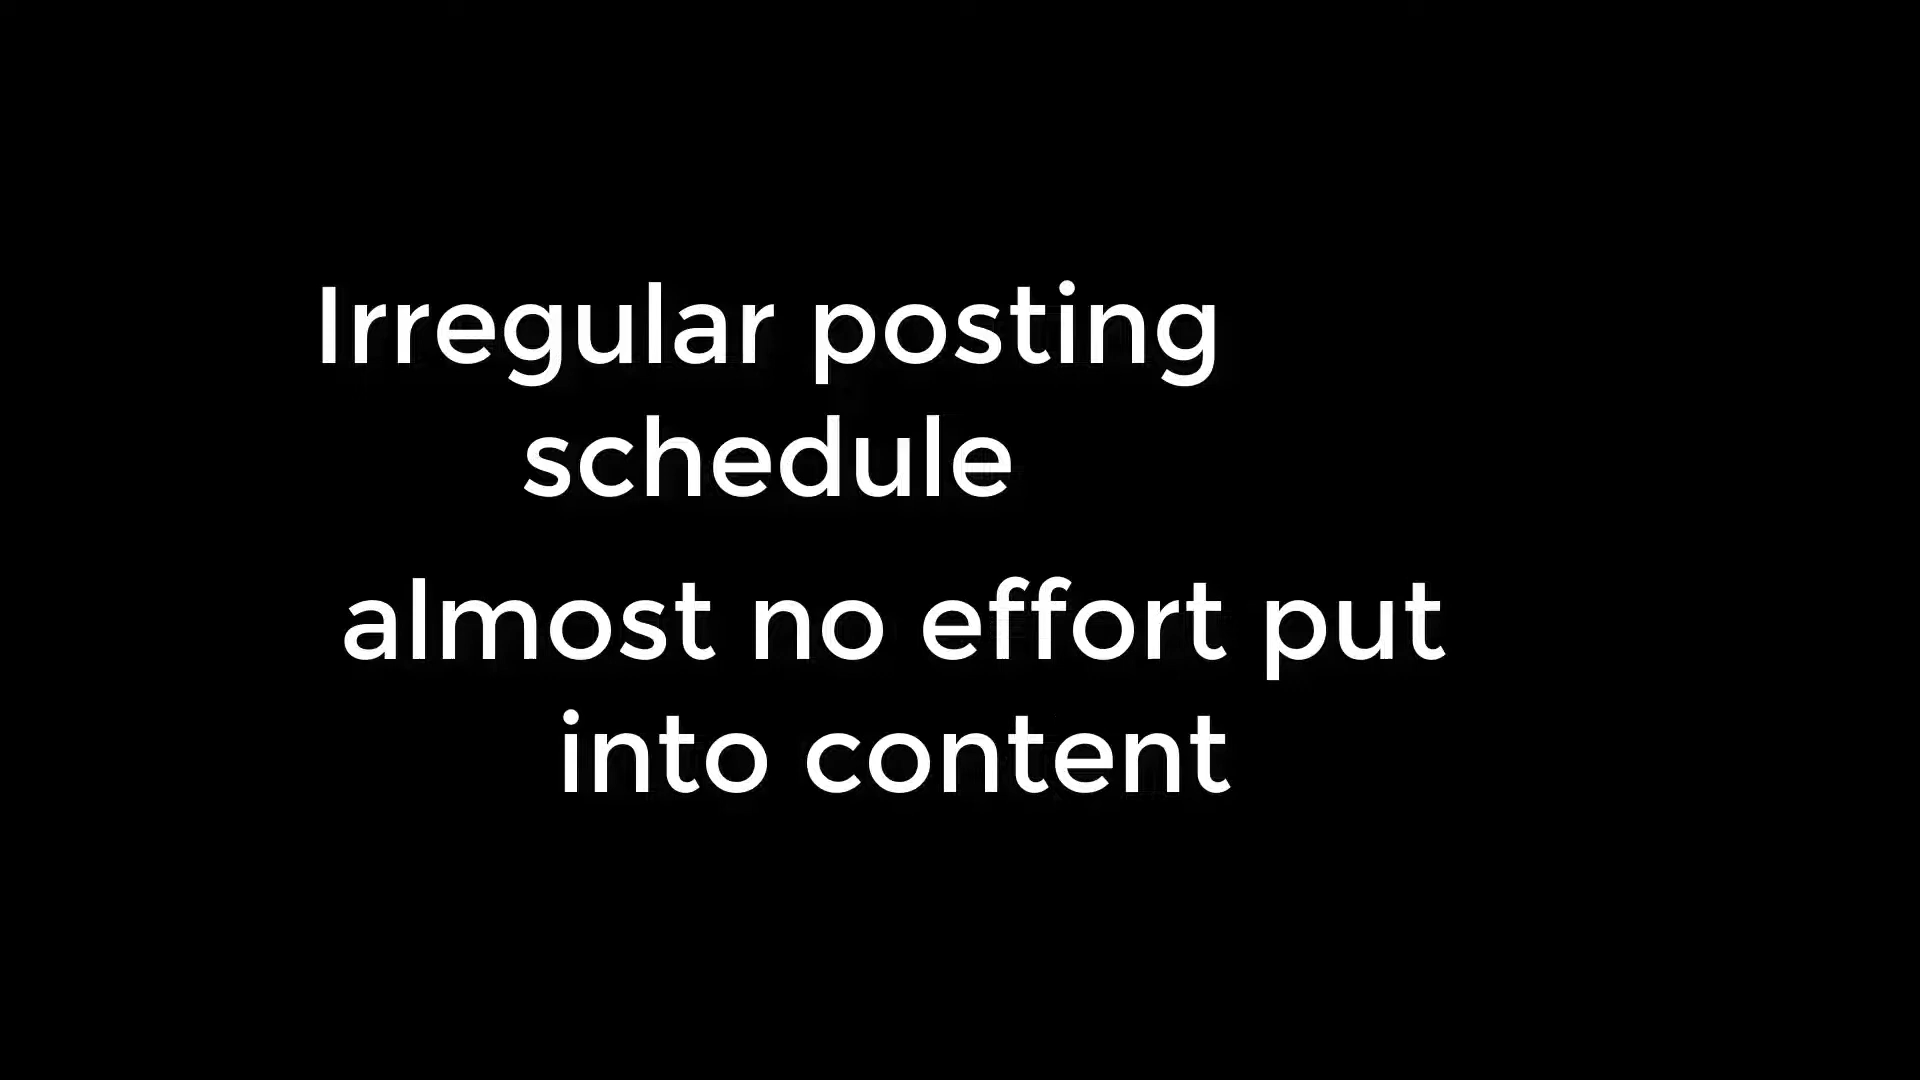 Irregular posting
schedule
almost no effort put
into content